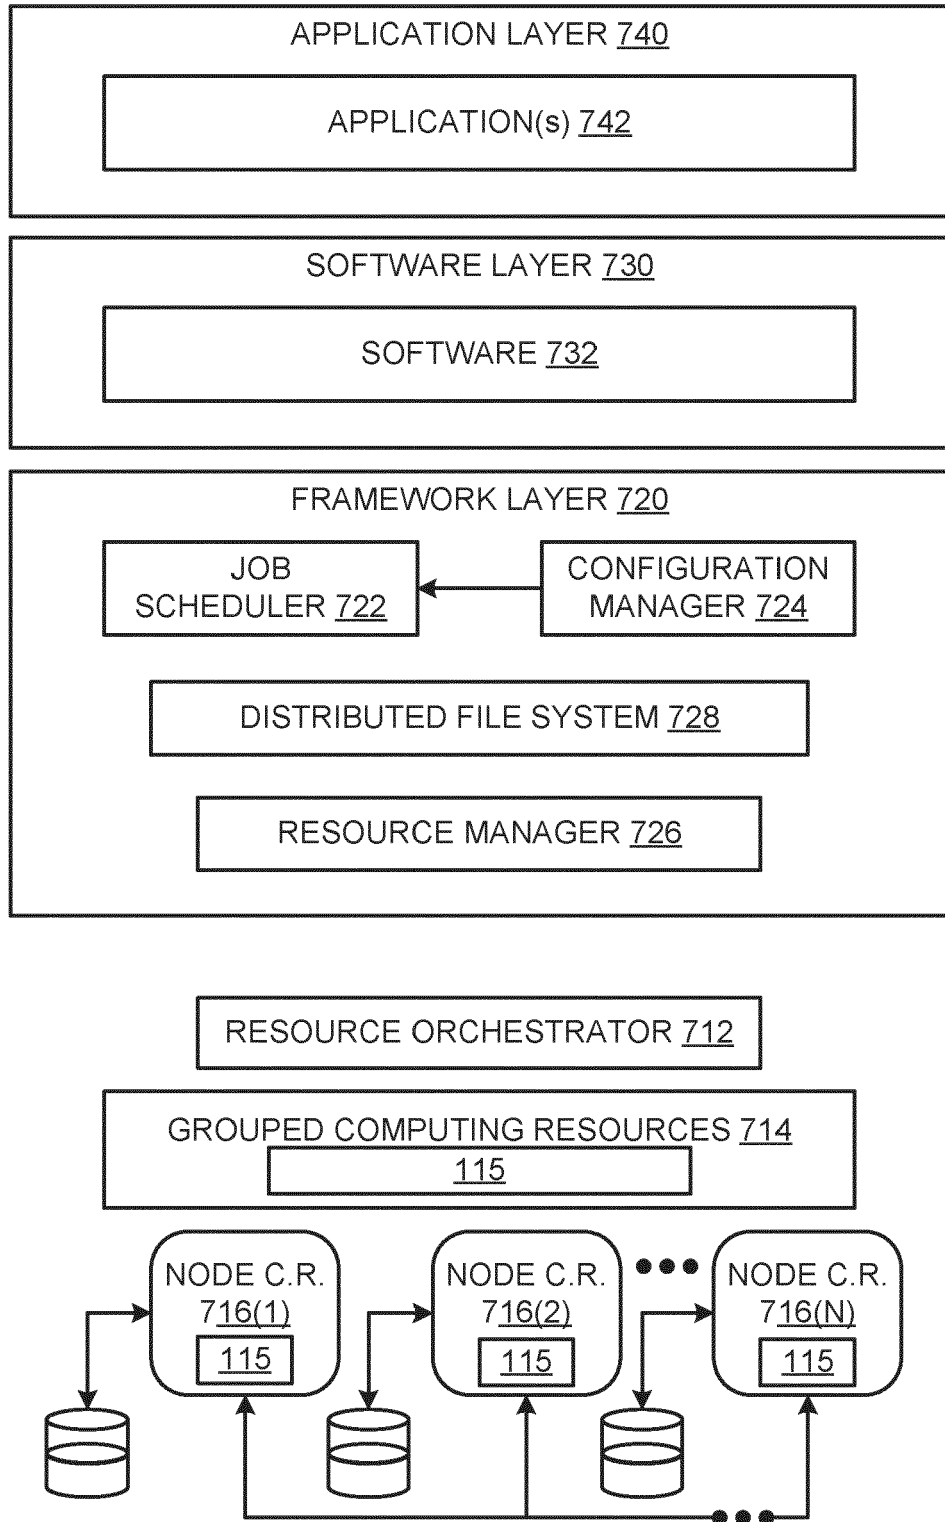 APPLICATION LAYER 740
APPLICATION(s) 742
SOFTWARE LAYER 730
SOFTWARE 732
FRAMEWORK LAYER 720
JOB
SCHEDULER 722
CONFIGURATION
MANAGER 724
DISTRIBUTED FILE SYSTEM 728
RESOURCE MANAGER 726
RESOURCE ORCHESTRATOR 712
GROUPED COMPUTING RESOURCES 714
115
NODE C.R.
716(1)
115
NODE C.R.
716(2)
115
NODE C.R.
716(N)
115